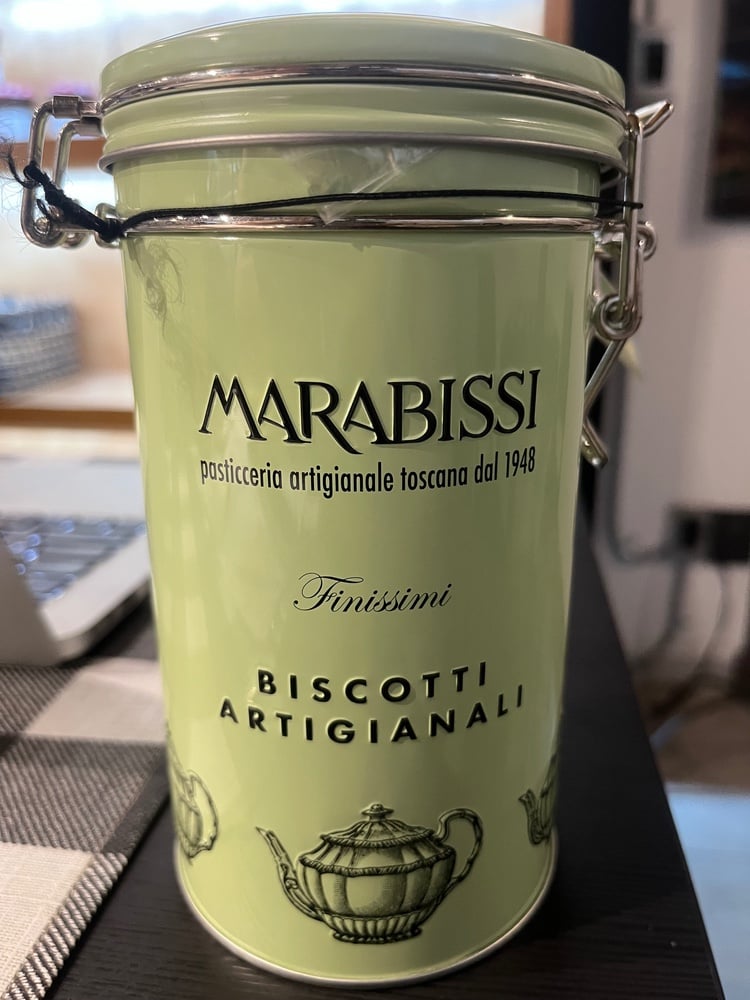 MARABISSI
pasticceria artigianale toscana dal 1948
Finissimi
BISCOTTI
ARTIGIANALI